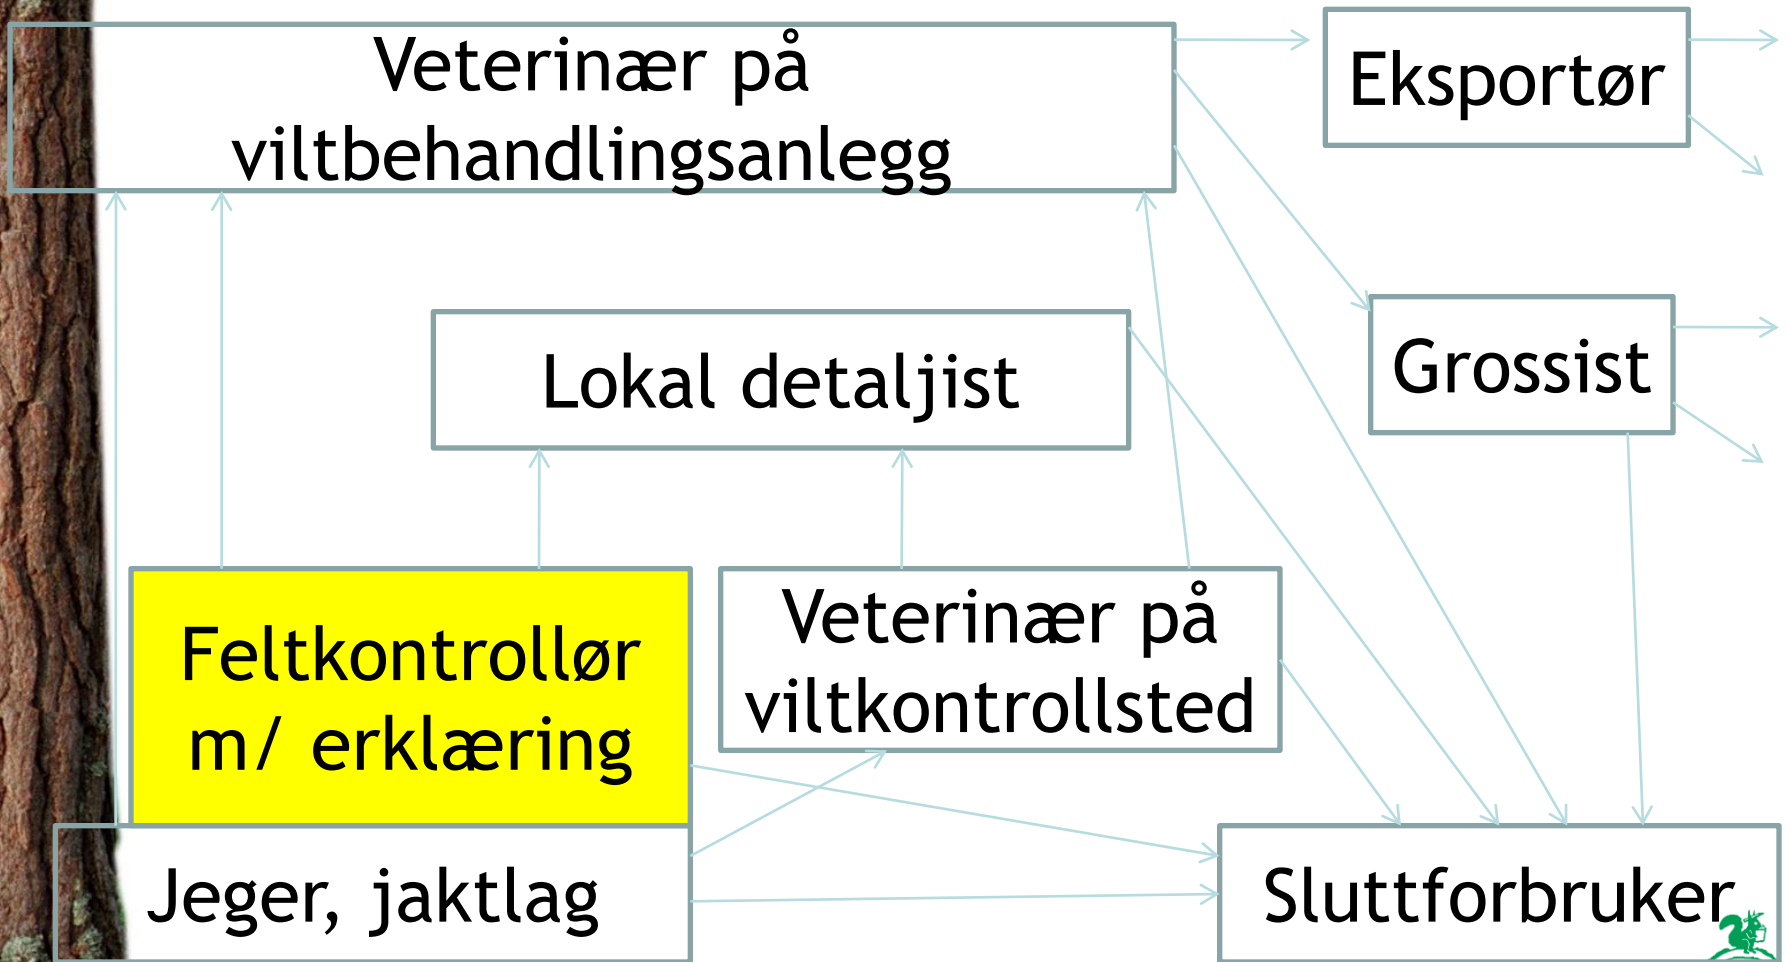 Veterinær på
viltbehandlingsanlegg
Eksportør
Lokal detaljist
Grossist
Feltkontrollør
m/ erklæring
Veterinær på
viltkontrollsted
Jeger, jaktlag
Sluttforbruker